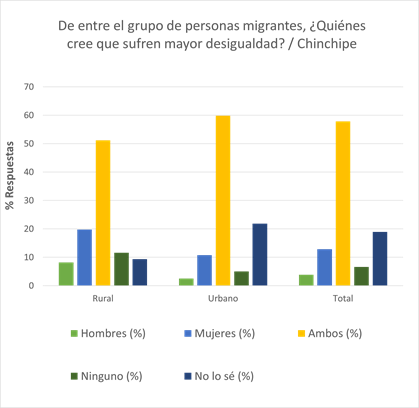 De entre el grupo de personas migrantes, ¿Quiénes
cree que sufren mayor desigualdad? / Chinchipe
% Respuestas
70
60
50
40
30
20
10
0
Rural Urbano Total
Hombres (%) Mujeres (%) Ambos (%)
Ninguno (%) No lo sé (%)